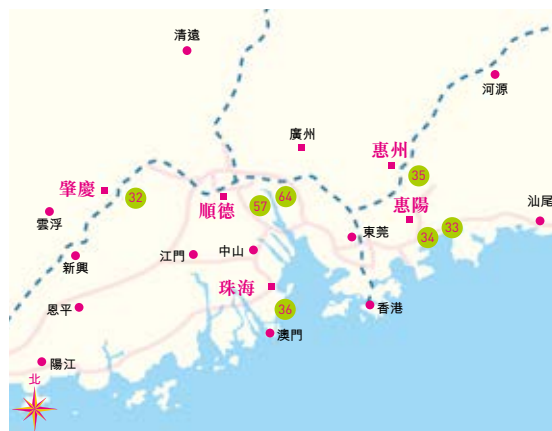 清遠
河源
廣州
惠州
35
肇慶
32
順德
57
64
惠陽
汕尾
雲浮
東莞
34
33
新興
江門
中山
珠海
恩平
36
香港
澳門
陽江
北